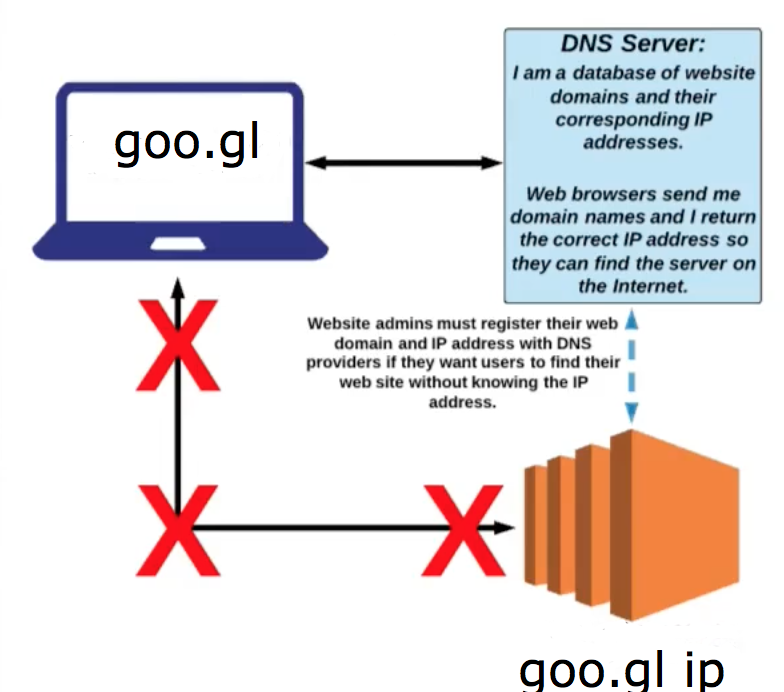 goo.gl
DNS Server:
I am a database of website
domains and their
corresponding IP
addresses.
Web browsers send me
domain names and I return
the correct IP address so
they can find the server on
the Internet.
Website admins must register their web
domain and IP address with DNS
providers if they want users to find their
web site without knowing the IP
address.
goo.gl ip